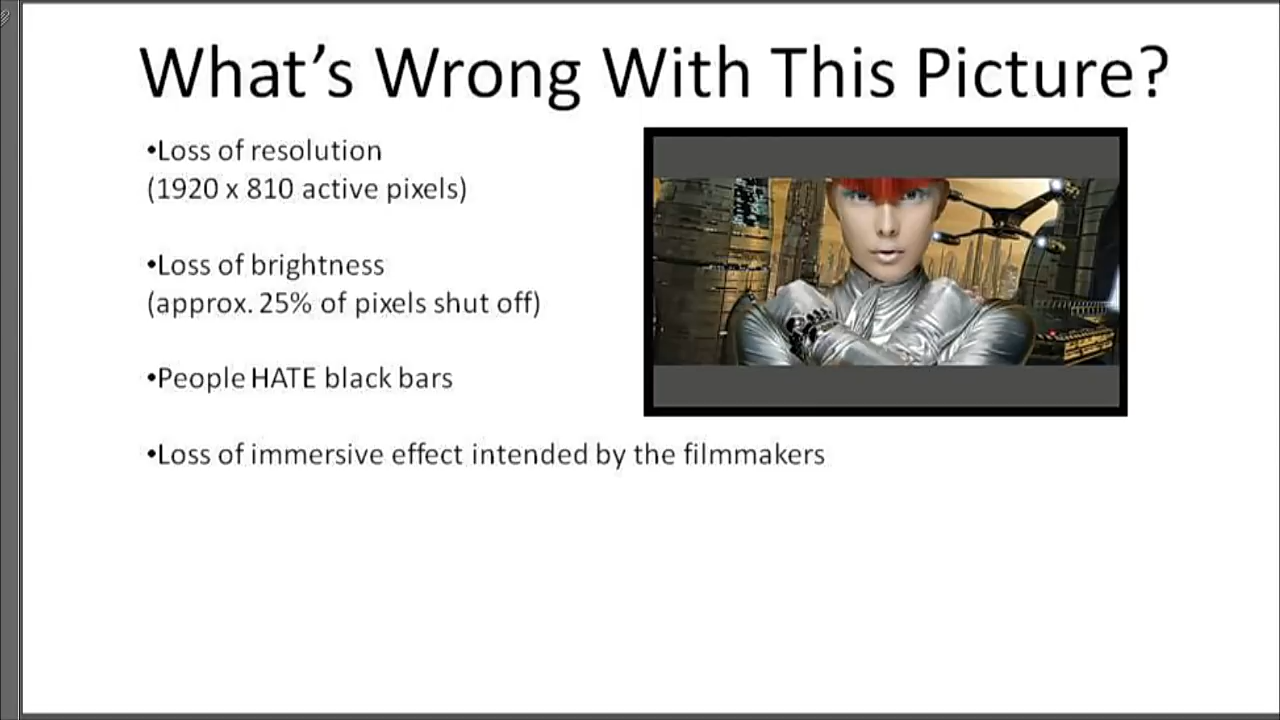 What's Wrong With This Picture?
•Loss of resolution
(1920 x 810 active pixels)
•Loss of brightness
(approx. 25% of pixels shut off)
•People HATE black bars
•Loss of immersive effect intended by the filmmakers